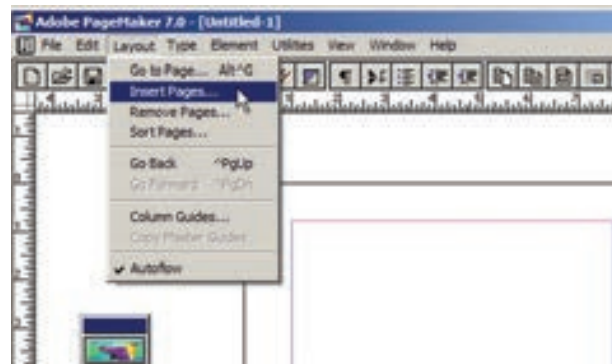 Adobe PageMaker 7.0 - [Untitled-1]
File Edit Layout Type Element Utilities View Window Help
Go to Page... Alt^G
Insert Pages...
Remove Pages...
Sort Pages...
Go Back ^PgUp
Go Forward ^PgDn
Column Guides...
Copy Master Guides
Autoflow